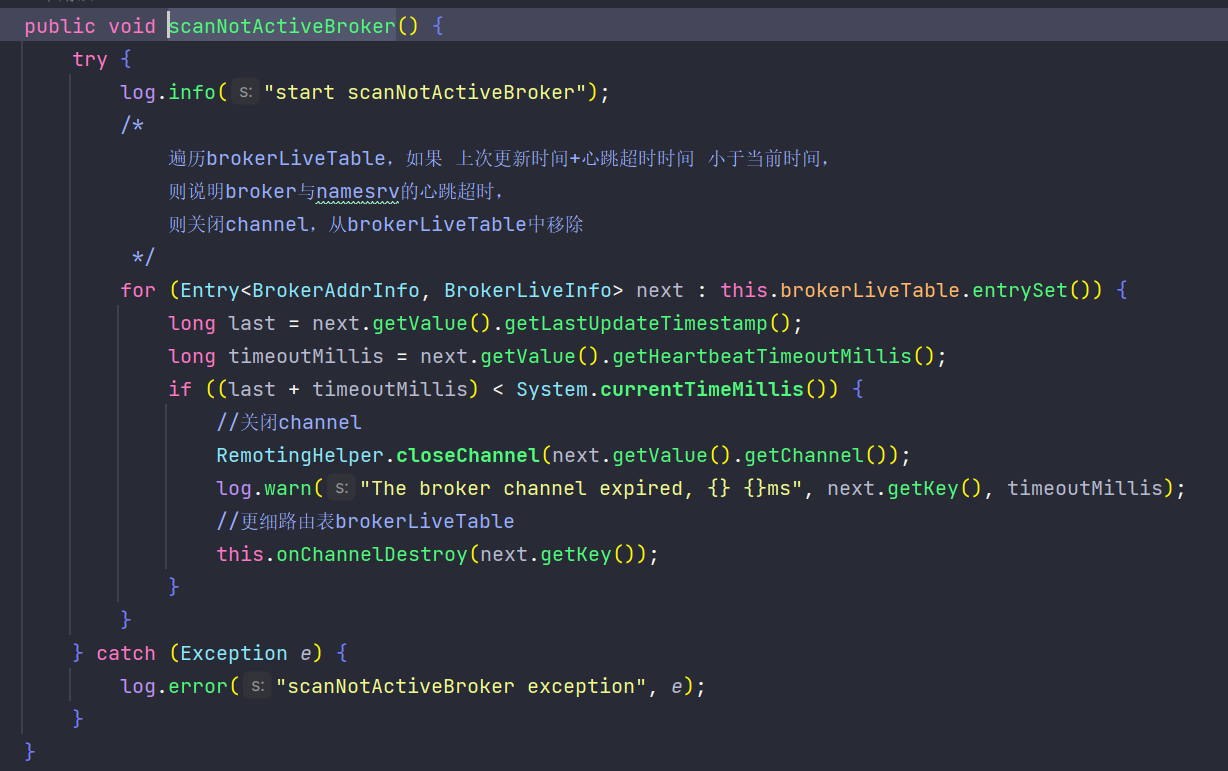 public void scanNotActiveBroker() {
try {
log.info( s: "start scanNotActiveBroker");
/*
遍历brokerLiveTable，如果 上次更新时间+心跳超时时间 小于当前时间，
则说明broker与namesrv的心跳超时，
则关闭channel，从brokerLiveTable中移除
*/
for (Entry<BrokerAddrInfo, BrokerLiveInfo> next : this.brokerLiveTable.entrySet()) {
long last = next.getValue().getLastUpdateTimestamp();
long timeoutMillis = next.getValue().getHeartbeatTimeoutMillis();
if ((last + timeoutMillis) < System.currentTimeMillis()) {
//关闭channel
RemotingHelper.closeChannel(next.getValue().getChannel());
log.warn( s: "The broker channel expired, {} {}ms", next.getKey(), timeoutMillis);
//更细路由表brokerLiveTable
this.onChannelDestroy(next.getKey());
}
}
} catch (Exception e) {
log.error( s: "scanNotActiveBroker exception", e);
}
}